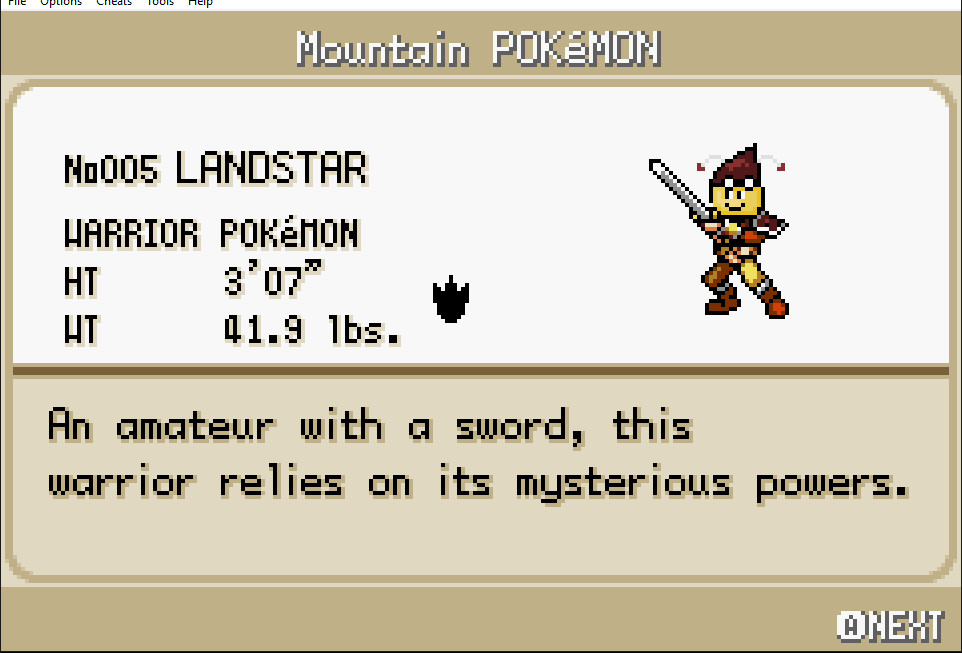 File Options Cheats Tools Help
Mountain POKéMON
No005 LANDSTAR
WARRIOR POKéMON
HT 3'07"
WT 41.9 lbs.
An amateur with a sword, this
warrior relies on its mysterious powers.
A NEXT